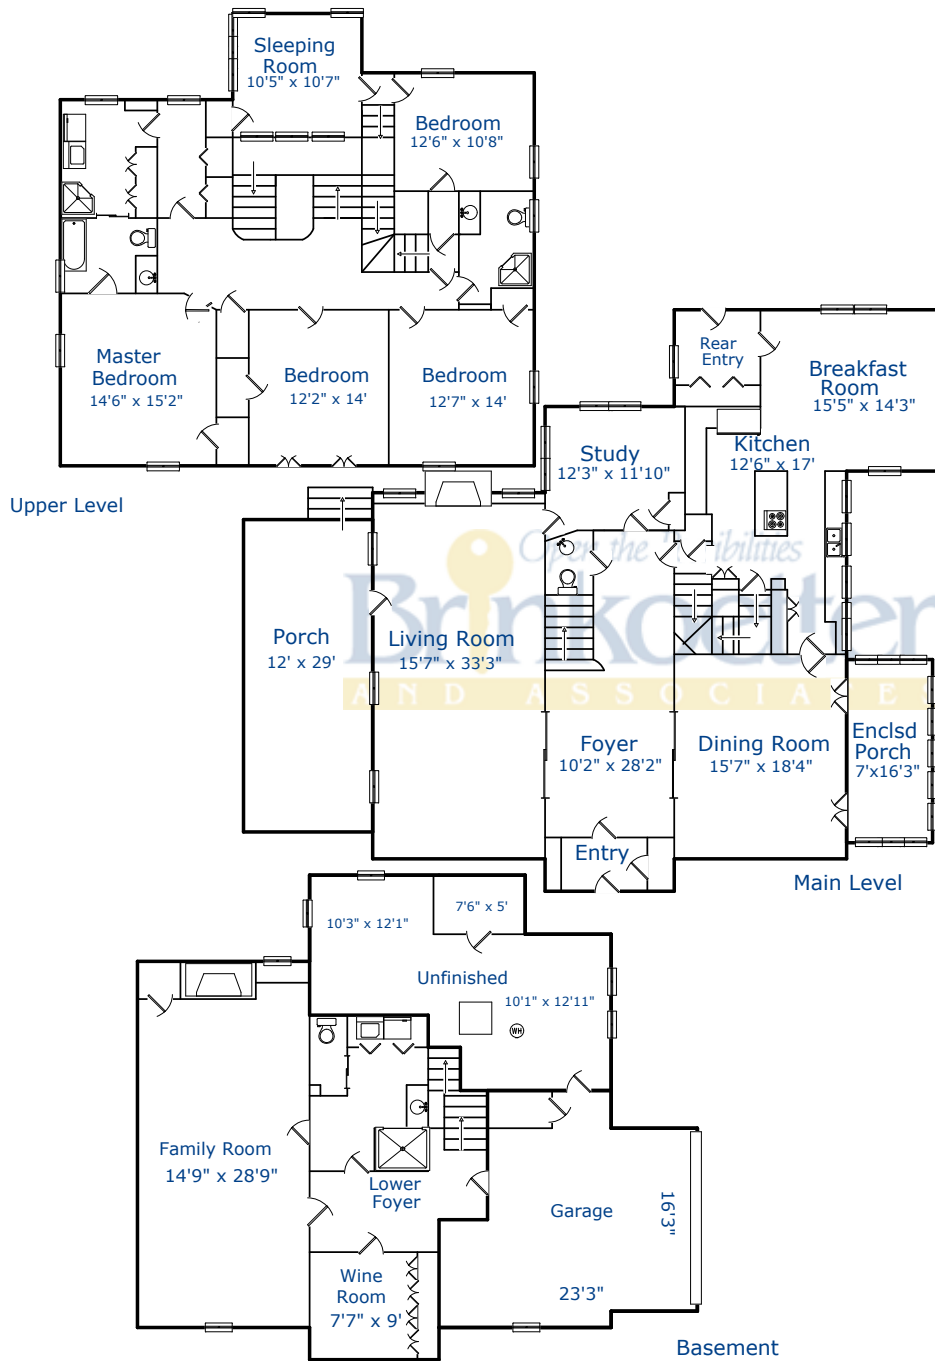 Sleeping
Room
10'5" x 10'7"
Bedroom
12'6" x 10'8"
Master
Bedroom
14'6" x 15'2"
Bedroom
12'2" x 14'
Bedroom
12'7" x 14'
Upper Level
Rear
Entry
Breakfast
Room
15'5" x 14'3"
Study
12'3" x 11'10"
Kitchen
12'6" x 17'
Open the
Brinkoetter
AND ASSOCIATES
Porch
12' x 29'
Living Room
15'7" x 33'3"
Foyer
10'2" x 28'2"
Dining Room
15'7" x 18'4"
Enclsd
Porch
7'x16'3"
Entry
Main Level
10'3" x 12'1"
7'6" x 5'
Unfinished
10'1" x 12'11"
WH
Family Room
14'9" x 28'9"
Lower
Foyer
Garage
16'3"
23'3"
Wine
Room
7'7" x 9'
Basement